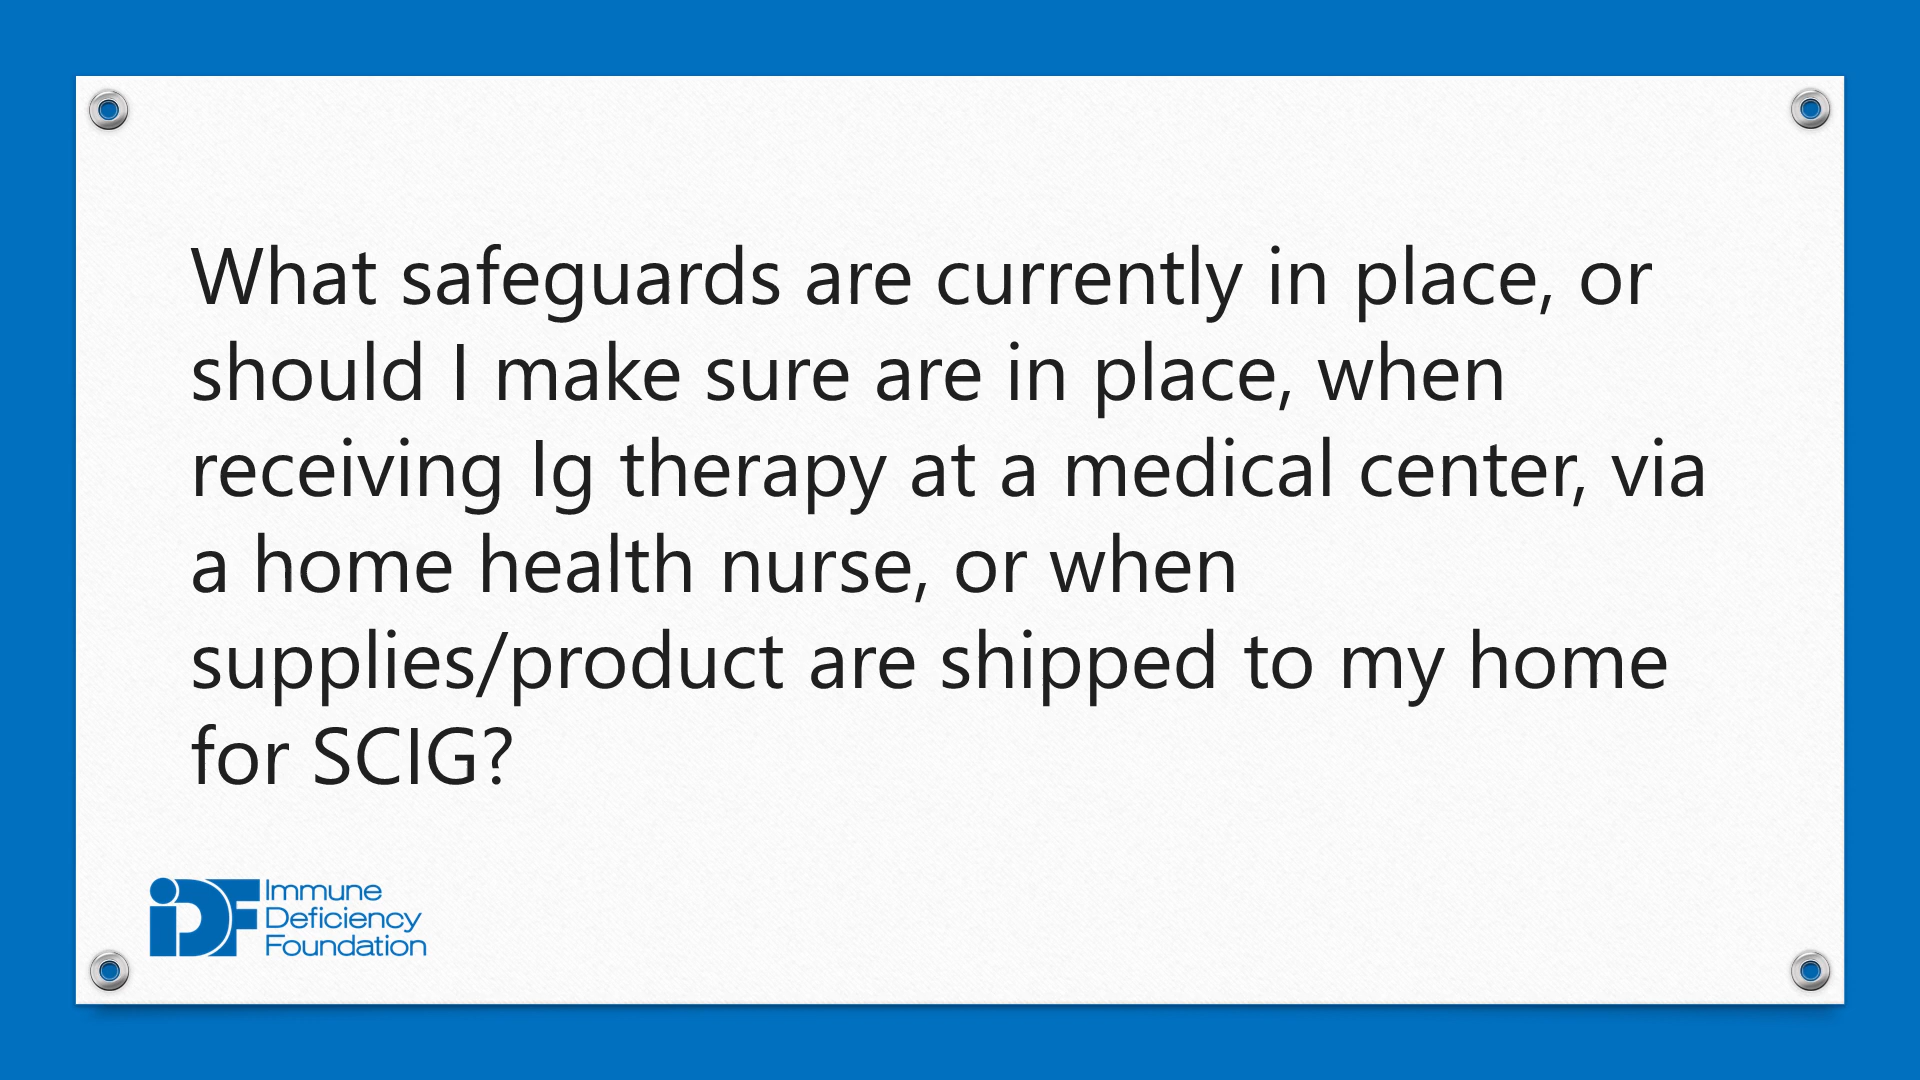 What safeguards are currently in place, or
should I make sure are in place, when
receiving Ig therapy at a medical center, via
a home health nurse, or when
supplies/product are shipped to my home
for SCIG?
iDF Immune
Deficiency
Foundation